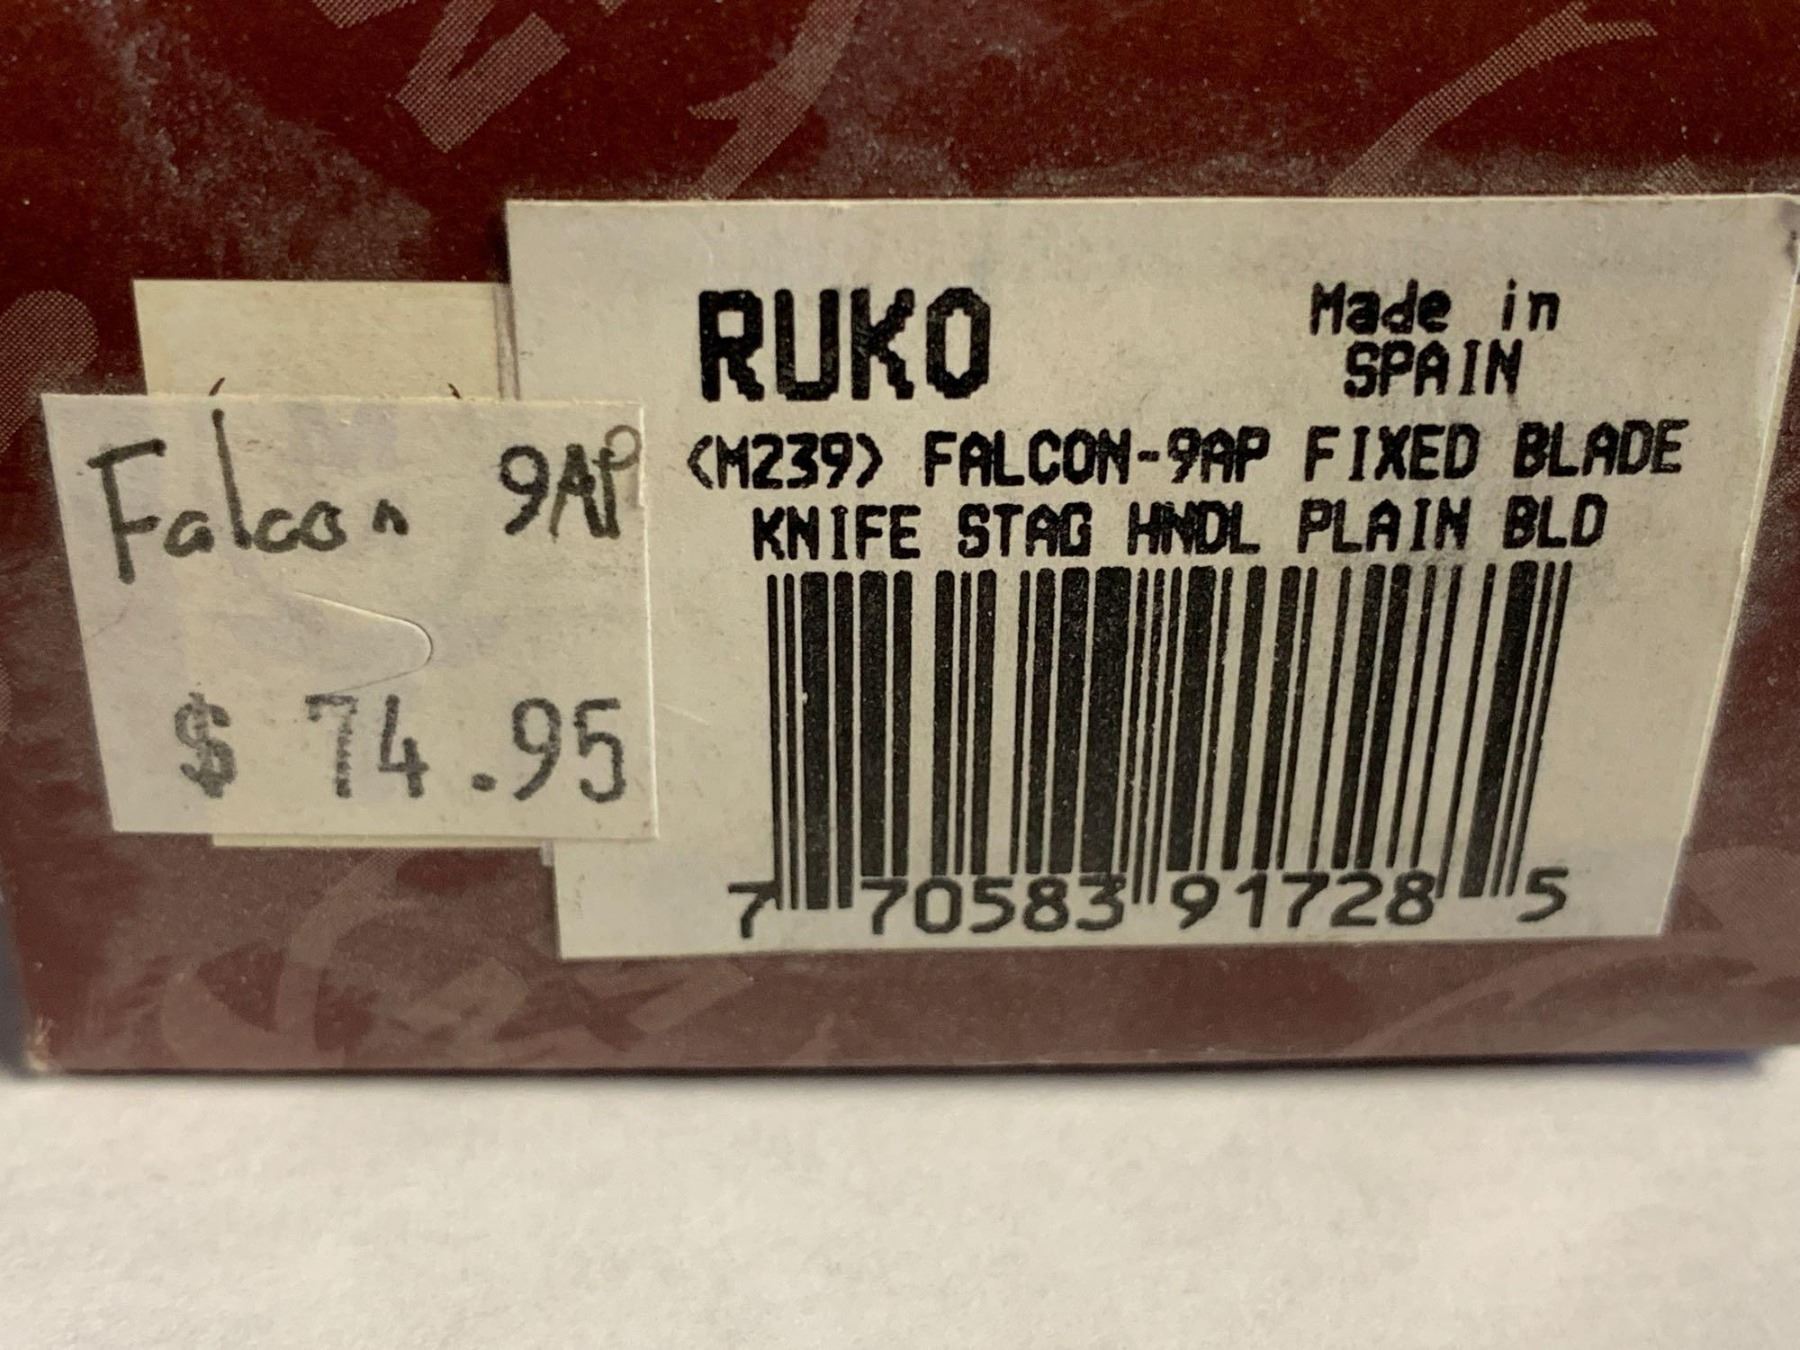 Falcon 9AP
$ 74.95
RUKO
Made in
SPAIN
<M239> FALCON-9AP FIXED BLADE
KNIFE STAG HNDL PLAIN BLD
7 70583 91728 5